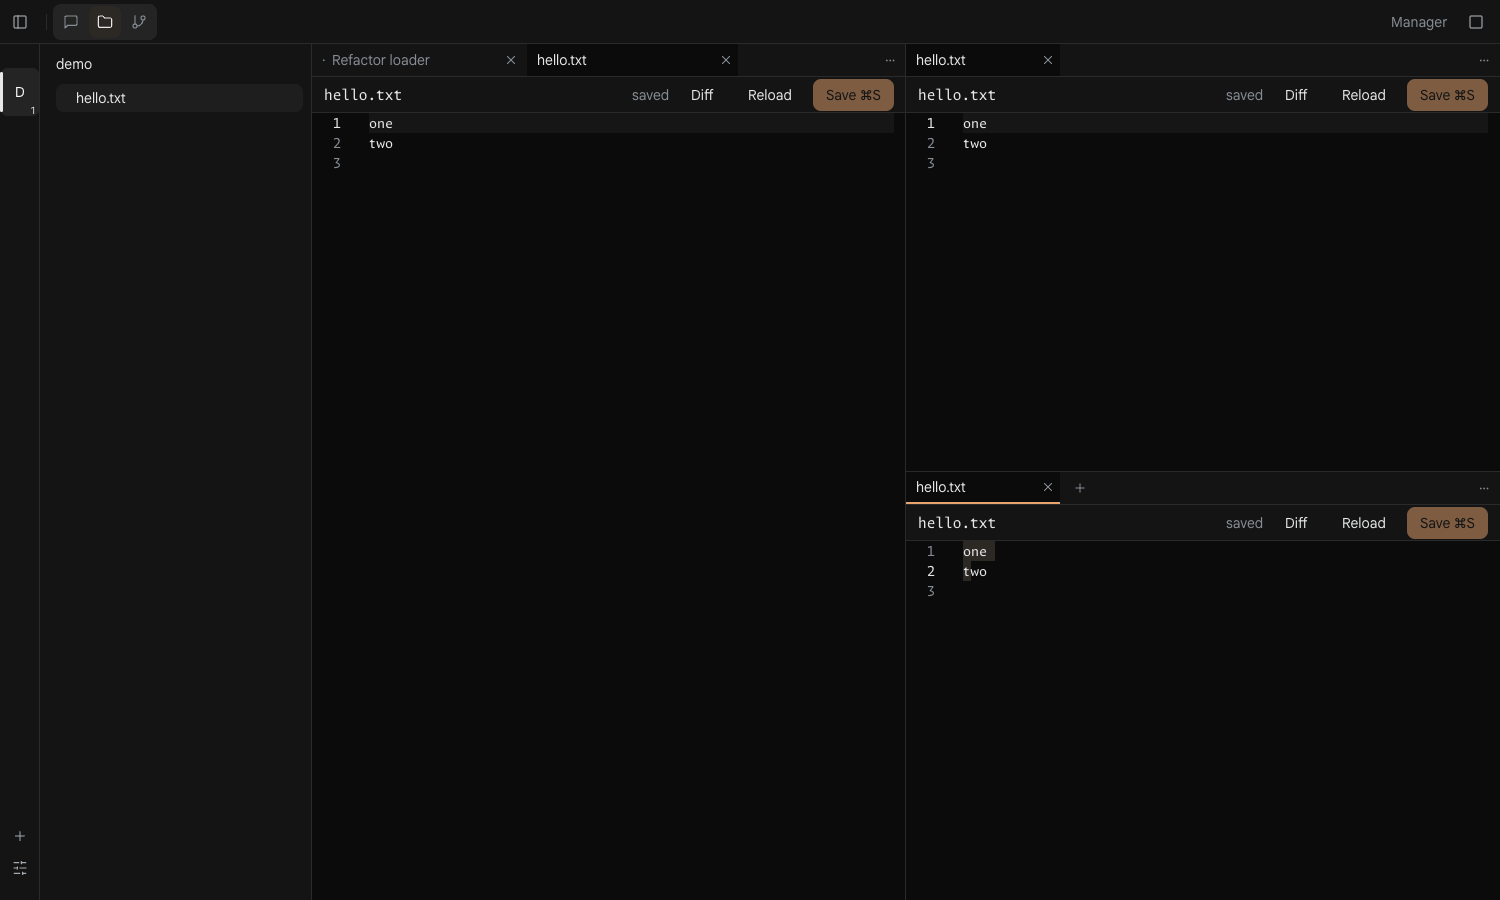 Manager
D
1
demo
hello.txt
· Refactor loader
hello.txt
hello.txt saved Diff Reload Save ⌘S
1 one
2 two
3
hello.txt
hello.txt saved Diff Reload Save ⌘S
1 one
2 two
3
hello.txt
hello.txt saved Diff Reload Save ⌘S
1 one
2 two
3